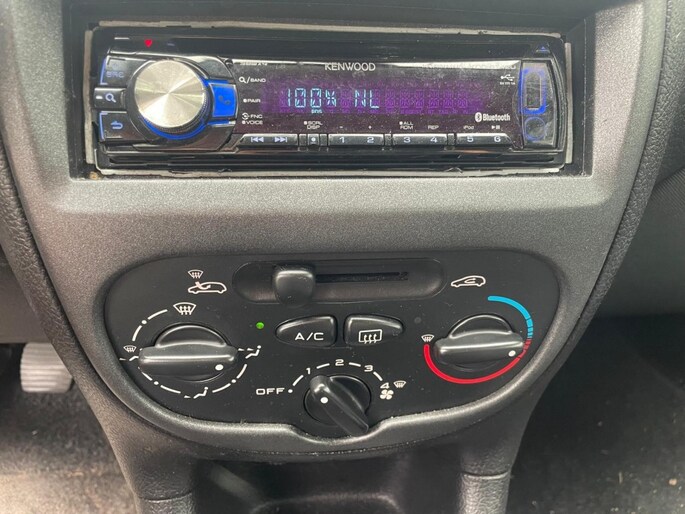 KENWOOD
SRC
/BAND
PAIR
FNC
VOICE
100% NL
Bluetooth
SCRL
DISP
ALL
RDM
REP
iPod
1 2 3 4 5 6
A/C
OFF 1 2 3 4